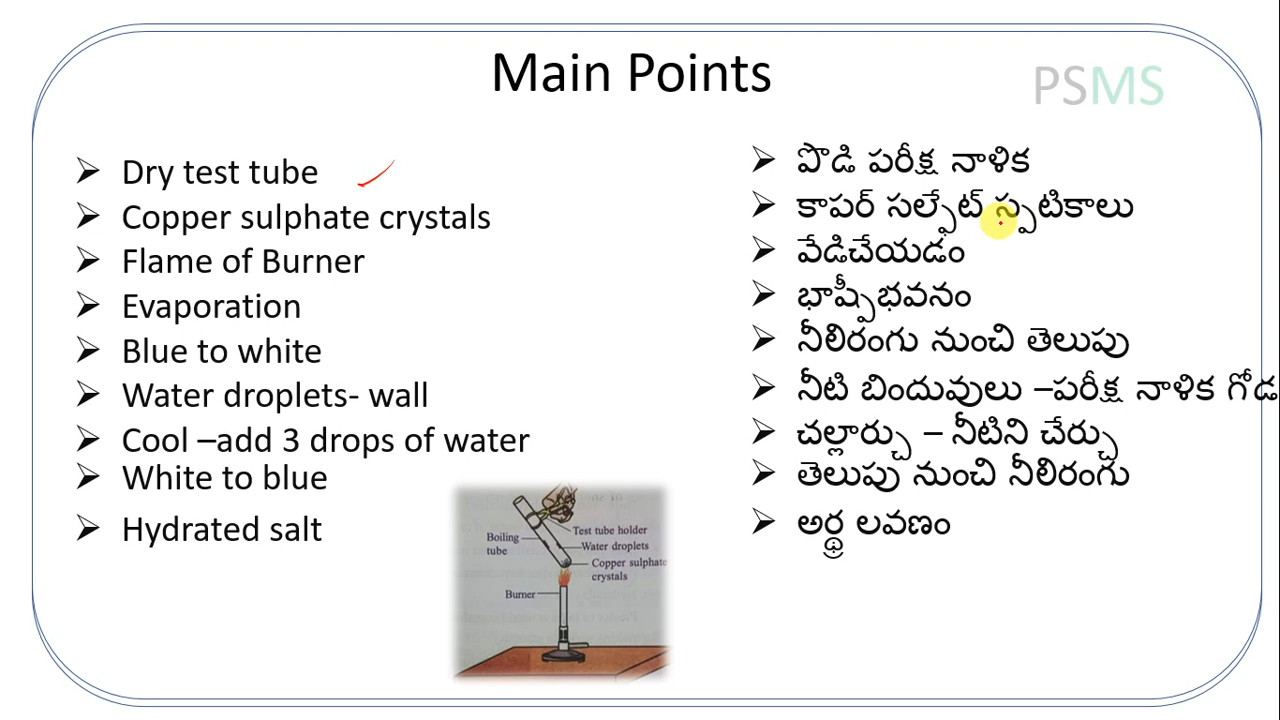 Main Points
PSMS
Dry test tube
Copper sulphate crystals
Flame of Burner
Evaporation
Blue to white
Water droplets- wall
Cool –add 3 drops of water
White to blue
Hydrated salt
పొడి పరీక్ష నాళిక
కాపర్ సల్ఫేట్ స్పటికాలు
వేడిచేయడం
భాష్పీభవనం
నీలిరంగు నుంచి తెలుపు
నీటి బిందువులు –పరీక్ష నాళిక గోడ
చల్లార్చు – నీటిని చేర్చు
తెలుపు నుంచి నీలిరంగు
అర్ధ్ర లవణం
Test tube holder
Boiling
tube
Water droplets
Copper sulphate
crystals
Burner